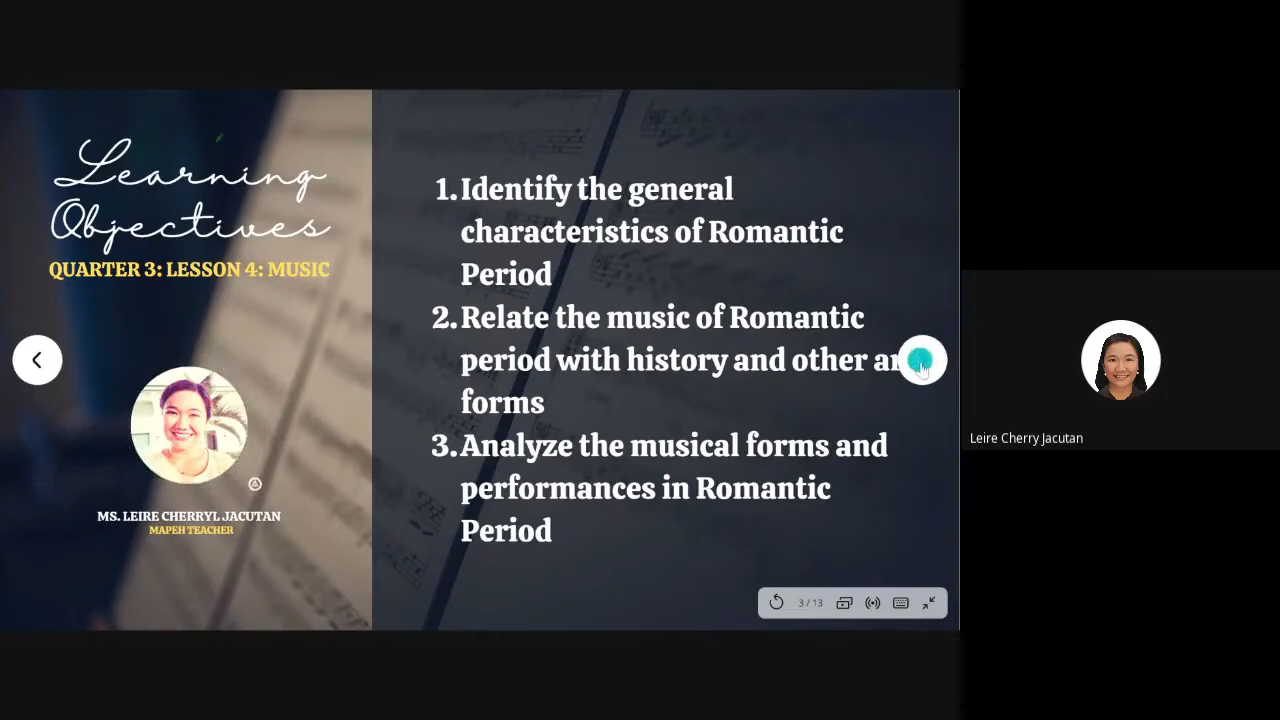 Learning
Objectives
QUARTER 3: LESSON 4: MUSIC
MS. LEIRE CHERRYL JACUTAN
MAPEH TEACHER
1. Identify the general
characteristics of Romantic
Period
2. Relate the music of Romantic
period with history and other
forms
3. Analyze the musical forms and
performances in Romantic
Period
3 / 13
Leire Cherry Jacutan